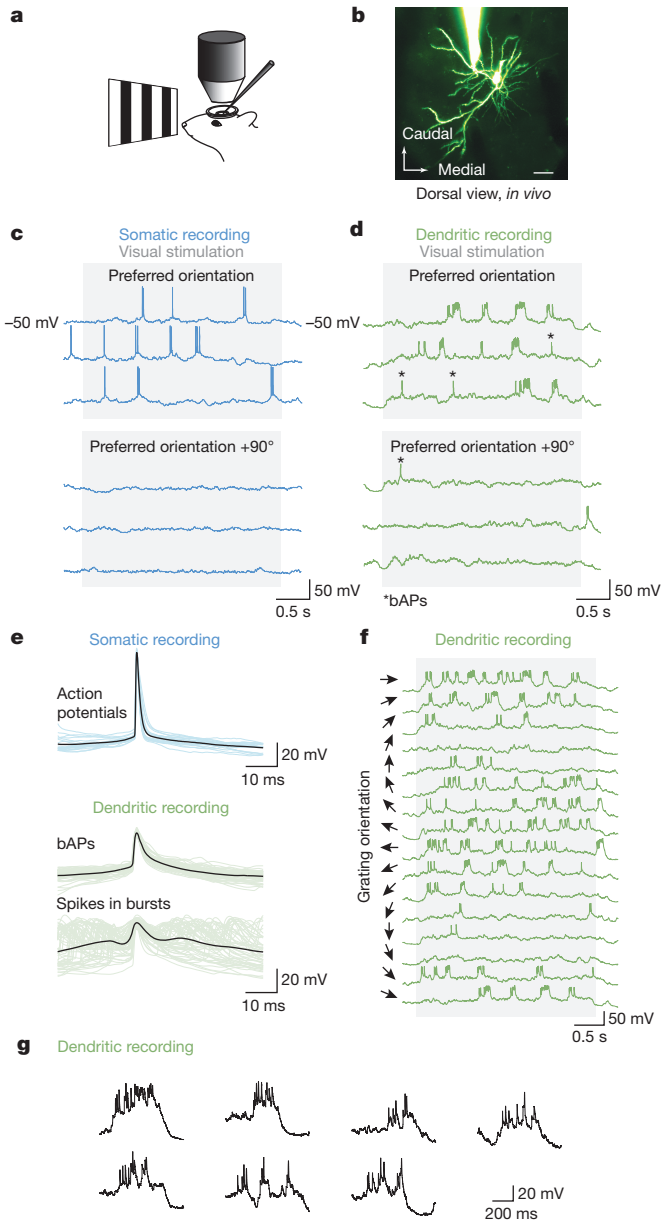 a
b
Caudal
Medial
Dorsal view, in vivo
c
Somatic recording
Visual stimulation
Preferred orientation
–50 mV
Preferred orientation +90°
50 mV
0.5 s
d
Dendritic recording
Visual stimulation
Preferred orientation
–50 mV
*
*
*
Preferred orientation +90°
*
*bAPs
50 mV
0.5 s
e
Somatic recording
Action
potentials
20 mV
10 ms
Dendritic recording
bAPs
Spikes in bursts
20 mV
10 ms
f
Dendritic recording
Grating orientation
50 mV
0.5 s
g
Dendritic recording
20 mV
200 ms